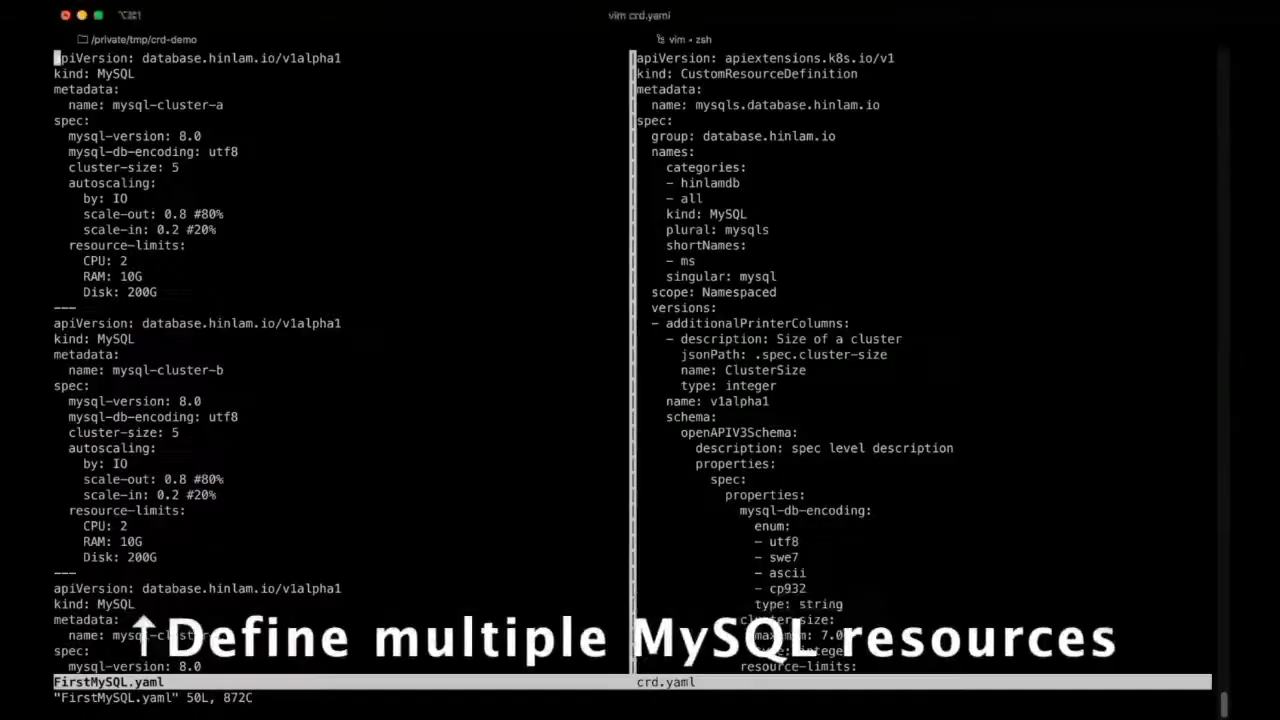 vim crd.yaml
/private/tmp/crd-demo
vim • zsh
apiVersion: database.hinlam.io/v1alpha1
kind: MySQL
metadata:
  name: mysql-cluster-a
spec:
  mysql-version: 8.0
  mysql-db-encoding: utf8
  cluster-size: 5
  autoscaling:
    by: IO
    scale-out: 0.8 #80%
    scale-in: 0.2 #20%
  resource-limits:
    CPU: 2
    RAM: 10G
    Disk: 200G
---
apiVersion: database.hinlam.io/v1alpha1
kind: MySQL
metadata:
  name: mysql-cluster-b
spec:
  mysql-version: 8.0
  mysql-db-encoding: utf8
  cluster-size: 5
  autoscaling:
    by: IO
    scale-out: 0.8 #80%
    scale-in: 0.2 #20%
  resource-limits:
    CPU: 2
    RAM: 10G
    Disk: 200G
---
apiVersion: database.hinlam.io/v1alpha1
kind: MySQL
metadata:
  name:
spec:
  mysql-version: 8.0
FirstMySQL.yaml
"FirstMySQL.yaml" 50L, 872C
apiVersion: apiextensions.k8s.io/v1
kind: CustomResourceDefinition
metadata:
  name: mysqls.database.hinlam.io
spec:
  group: database.hinlam.io
  names:
    categories:
    - hinlamdb
    - all
    kind: MySQL
    plural: mysqls
    shortNames:
    - ms
    singular: mysql
  scope: Namespaced
  versions:
  - additionalPrinterColumns:
    - description: Size of a cluster
      jsonPath: .spec.cluster-size
      name: ClusterSize
      type: integer
    name: v1alpha1
    schema:
      openAPIV3Schema:
        description: spec level description
        properties:
          spec:
            properties:
              mysql-db-encoding:
                enum:
                - utf8
                - swe7
                - ascii
                - cp932
                type: string
              cluster-size:
                7.0
              resource-limits:
crd.yaml
↑Define multiple MySQL resources